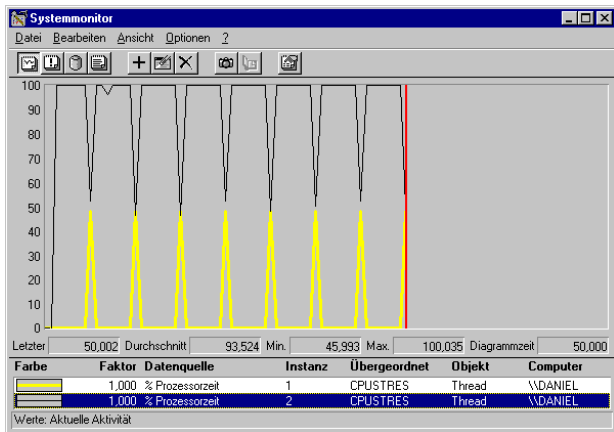 Systemmonitor
Datei Bearbeiten Ansicht Optionen ?
100
90
80
70
60
50
40
30
20
10
0
Letzter 50,002 Durchschnitt 93,524 Min. 45,993 Max. 100,035 Diagrammzeit 50,000
Farbe Faktor Datenquelle Instanz Übergeordnet Objekt Computer
1,000 % Prozessorzeit 1 CPUSTRES Thread \\DANIEL
1,000 % Prozessorzeit 2 CPUSTRES Thread \\DANIEL
Werte: Aktuelle Aktivität